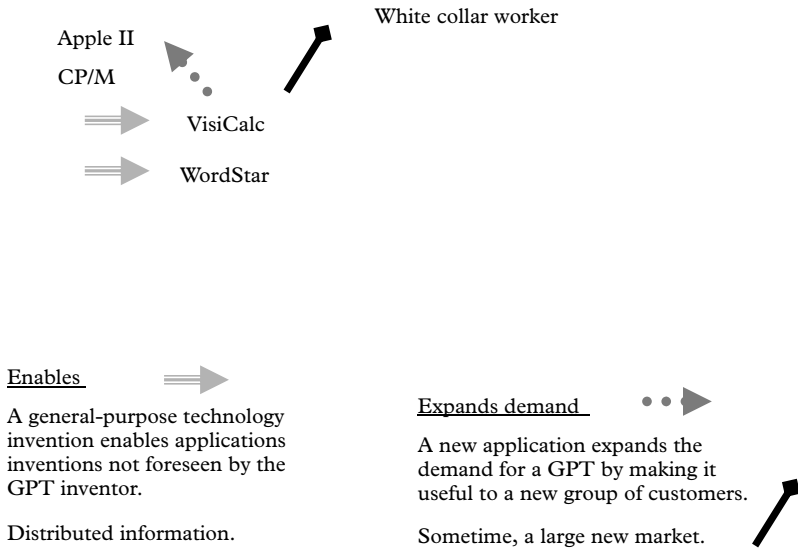 White collar worker
Apple II
CP/M
VisiCalc
WordStar
Enables
A general-purpose technology
invention enables applications
inventions not foreseen by the
GPT inventor.
Distributed information.
Expands demand
A new application expands the
demand for a GPT by making it
useful to a new group of customers.
Sometime, a large new market.